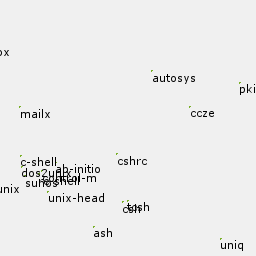 ox
autosys
pki
mailx
ccze
c-shell
cshrc
ab-initio
dos2unix
control-m
sunos
unix
unix-head
csh
tcsh
ash
uniq